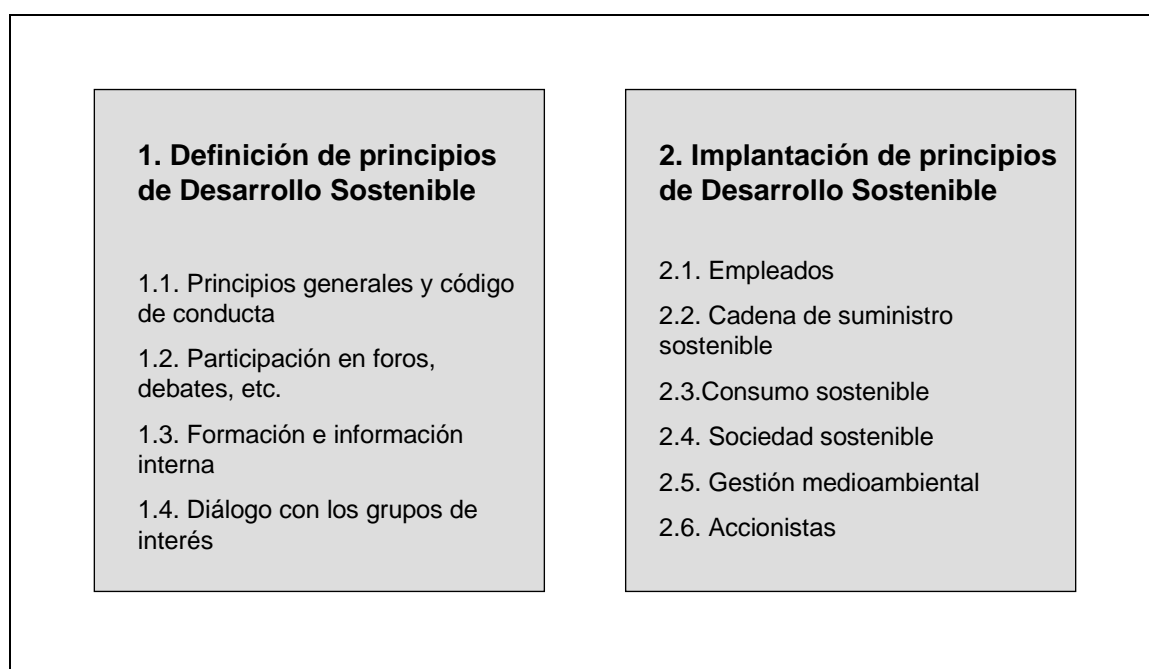 1. Definición de principios
de Desarrollo Sostenible
1.1. Principios generales y código
de conducta
1.2. Participación en foros,
debates, etc.
1.3. Formación e información
interna
1.4. Diálogo con los grupos de
interés
2. Implantación de principios
de Desarrollo Sostenible
2.1. Empleados
2.2. Cadena de suministro
sostenible
2.3.Consumo sostenible
2.4. Sociedad sostenible
2.5. Gestión medioambiental
2.6. Accionistas